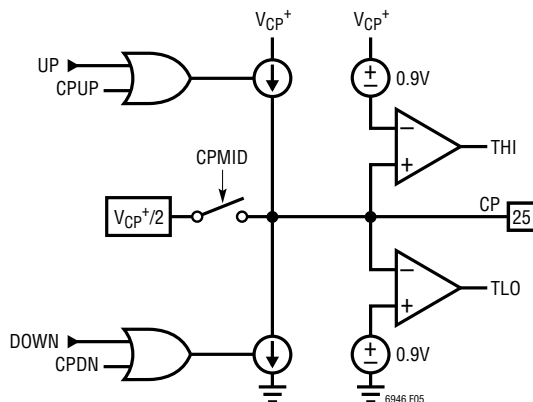 VCP+ VCP+
UP
CPUP
+
−
0.9V
−
+
THI
CPMID
VCP+/2
CP
25
−
+
TLO
DOWN
CPDN
+
−
0.9V
6946 F05